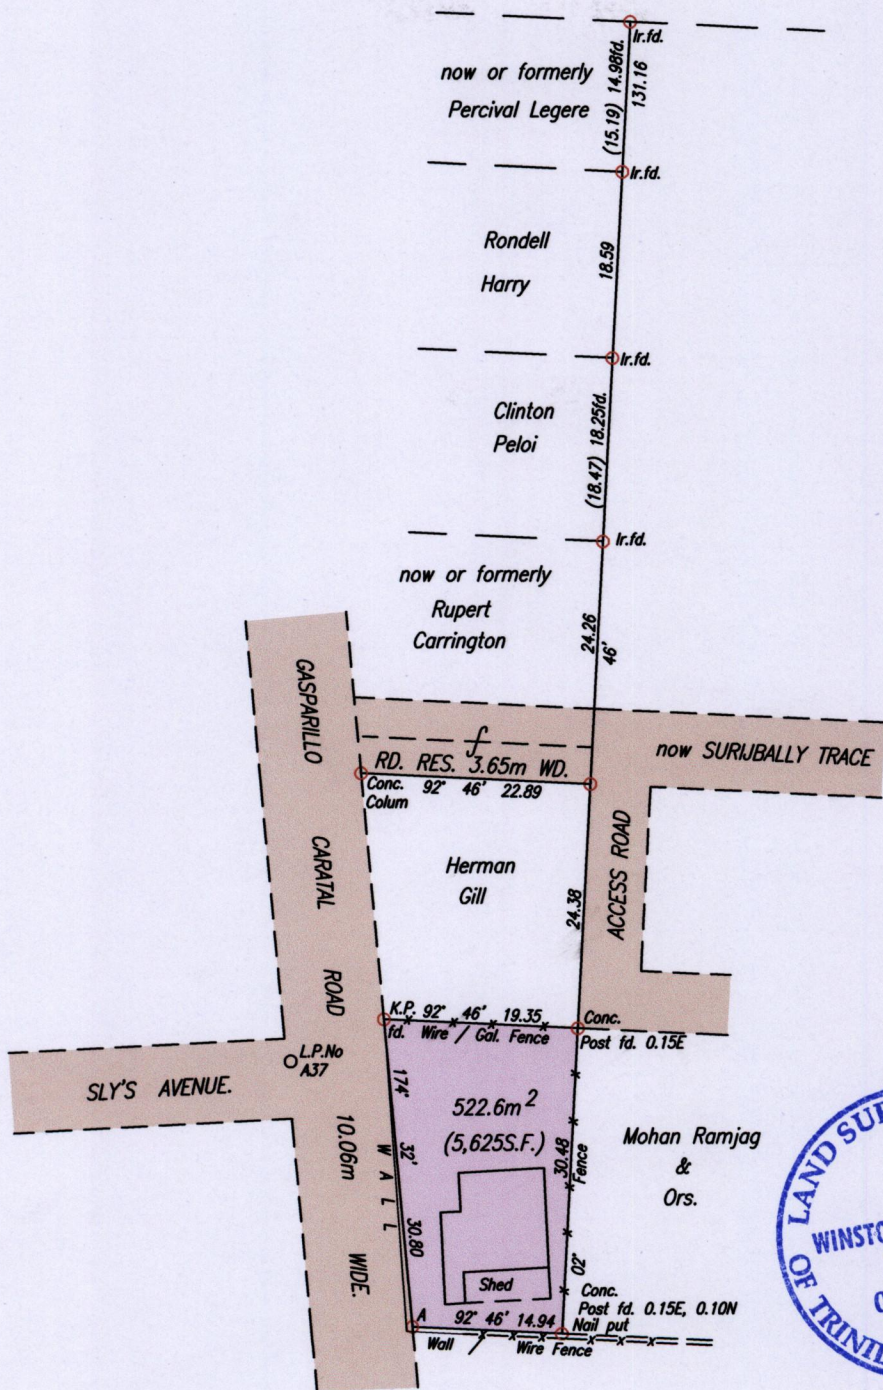 Ir.fd.
now or formerly
Percival Legere
(15.19) 14.98fd.
131.16
Ir.fd.
Rondell
Harry
18.59
Ir.fd.
Clinton
Peloi
(18.47) 18.25fd.
Ir.fd.
now or formerly
Rupert
Carrington
24.26
46'
GASPARILLO CARATAL ROAD 10.06m WIDE.
f
RD. RES. 3.65m WD.
now SURIJBALLY TRACE
Conc.
Colum
92° 46' 22.89
Herman
Gill
24.38
ACCESS ROAD
K.P.
fd.
92° 46' 19.35
Wire / Gal. Fence
Conc.
Post fd. 0.15E
L.P.No
A37
SLY'S AVENUE.
174° 32' 30.80
WALL
522.6m²
(5,625S.F.)
30.48
Fence
02°
Mohan Ramjag
&
Ors.
Shed
Conc.
Post fd. 0.15E, 0.10N
Nail put
A
92° 46' 14.94
Wall / Wire Fence
LAND SUR
WINSTO
OF TRINI